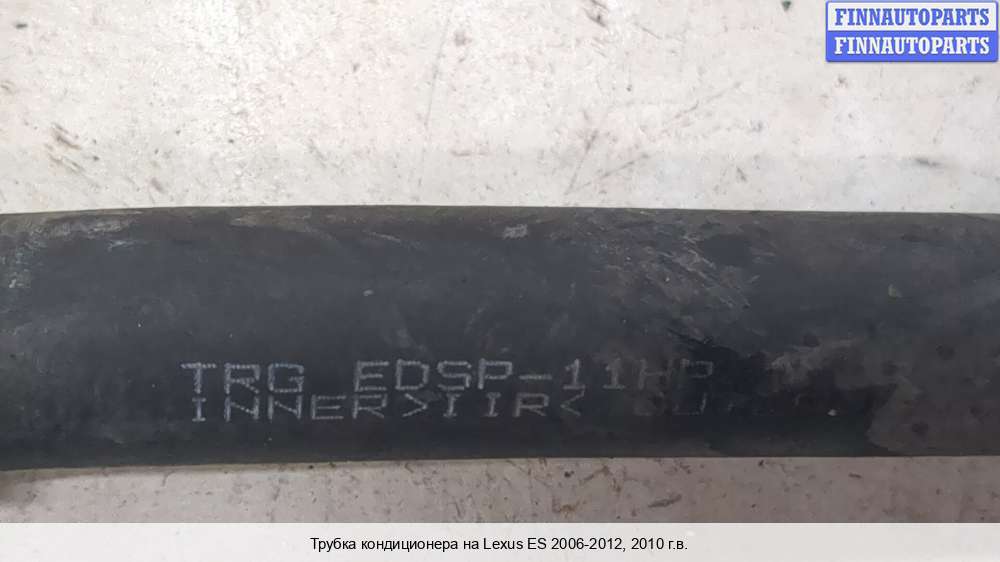 FINNAUTOPARTS
FINNAUTOPARTS
TRG EDSP-11HP
INNER>IIR<
Трубка кондиционера на Lexus ES 2006-2012, 2010 г.в.